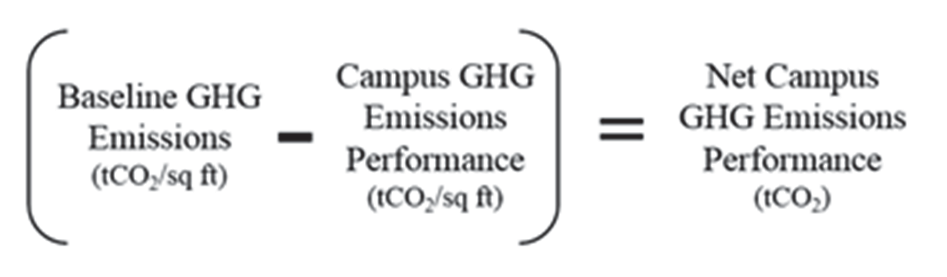 Baseline GHG
Emissions
(tCO₂/sq ft)
−
Campus GHG
Emissions
Performance
(tCO₂/sq ft)
=
Net Campus
GHG Emissions
Performance
(tCO₂)